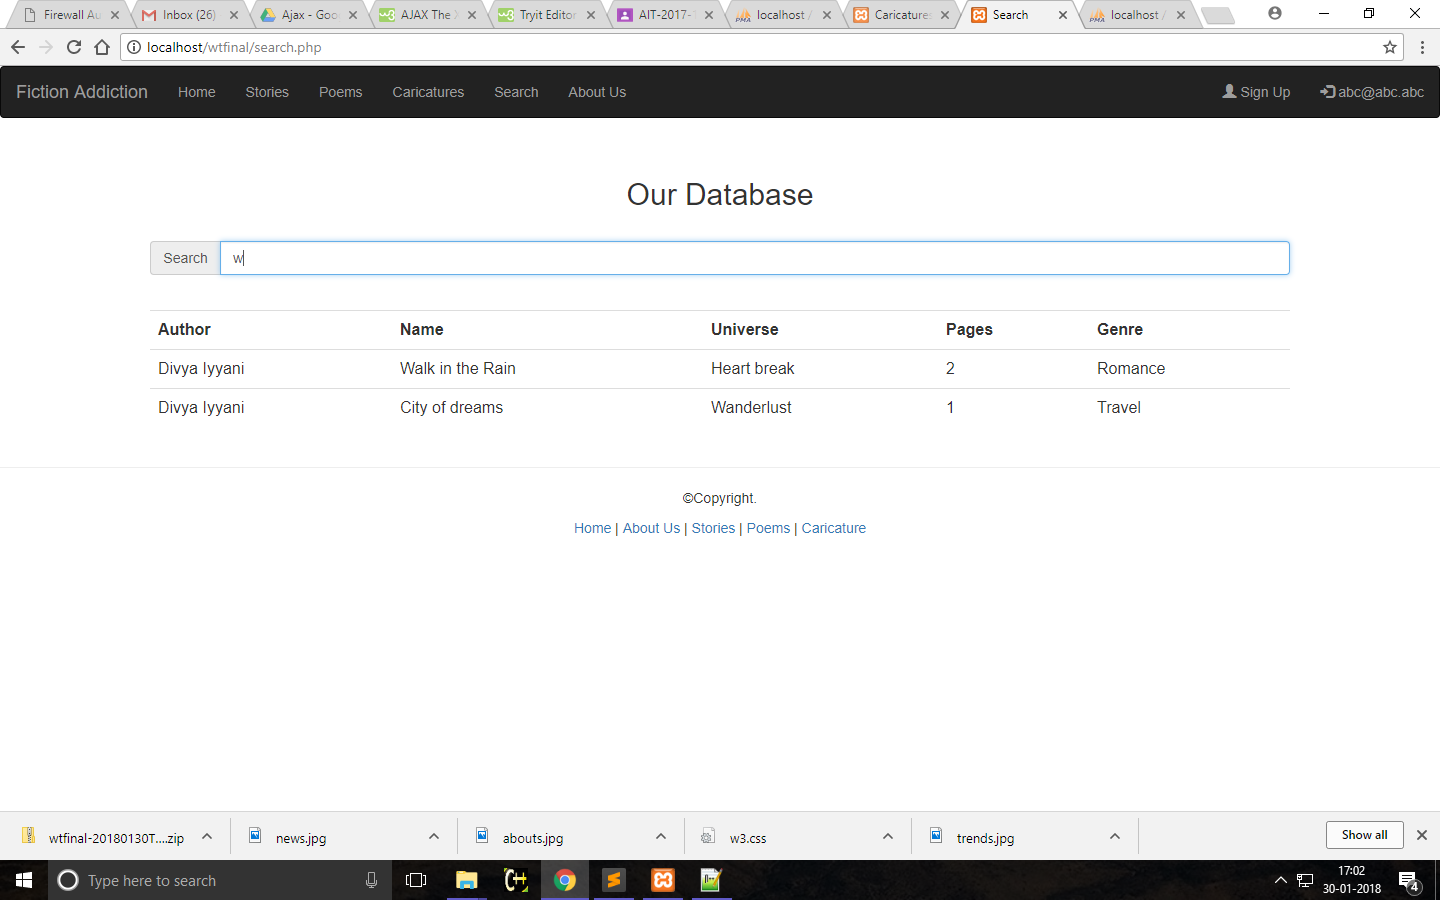 Firewall Au
Inbox (26)
Ajax - Goo
AJAX The X
Tryit Editor
AIT-2017-
localhost /
Caricatures
Search
localhost /
localhost/wtfinal/search.php
Fiction Addiction Home Stories Poems Caricatures Search About Us Sign Up abc@abc.abc
Our Database
Search w
Author Name Universe Pages Genre
Divya Iyyani Walk in the Rain Heart break 2 Romance
Divya Iyyani City of dreams Wanderlust 1 Travel
©Copyright.
Home | About Us | Stories | Poems | Caricature
wtfinal-20180130T....zip news.jpg abouts.jpg w3.css trends.jpg Show all
Type here to search
17:02
30-01-2018
4